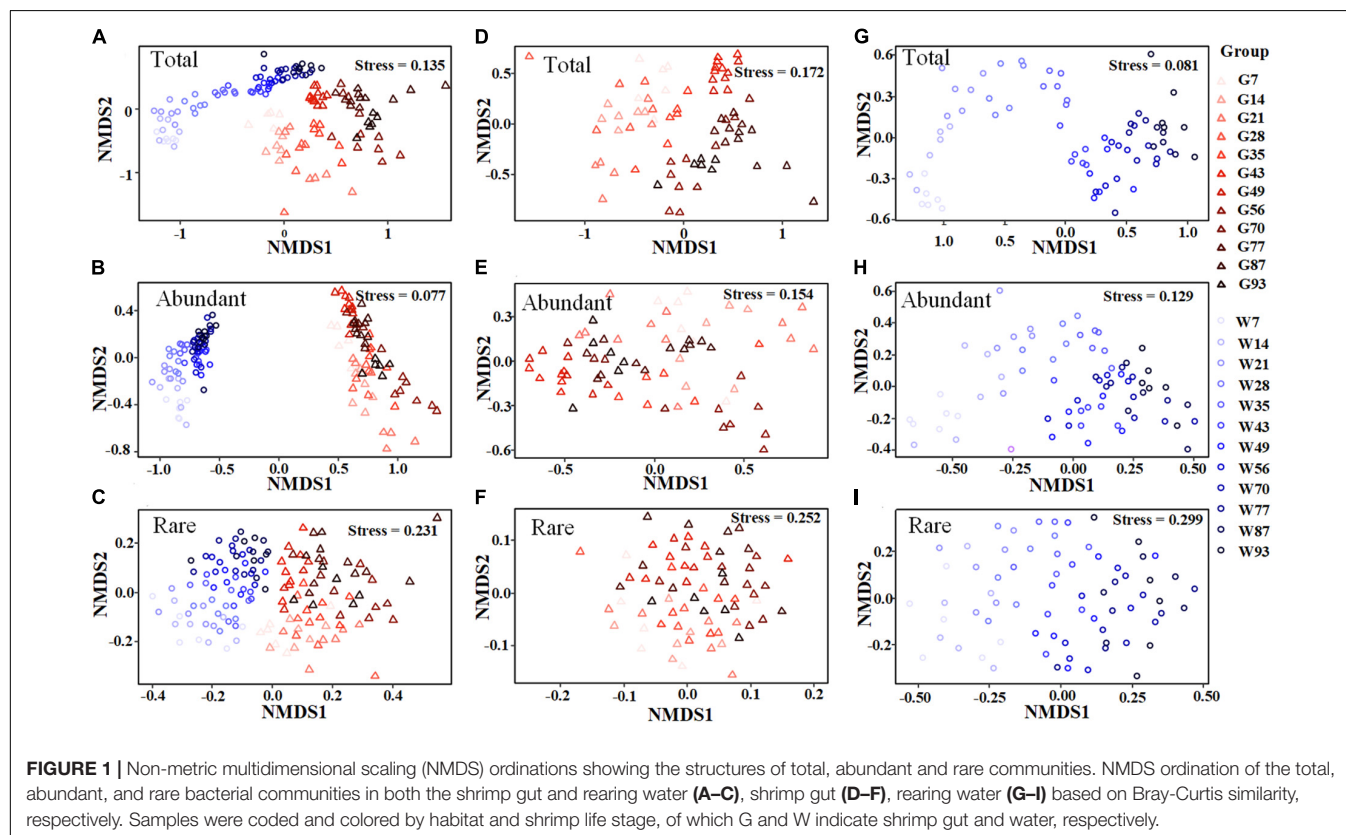 A
Total
Stress = 0.135
0
-1
NMDS2
-1
0
1
NMDS1
B
Abundant
Stress = 0.077
0.4
0.0
-0.4
-0.8
NMDS2
-1.0
-0.5
0.0
0.5
1.0
NMDS1
C
Rare
Stress = 0.231
0.2
0.0
-0.2
NMDS2
-0.4
-0.2
0.0
0.2
0.4
NMDS1
D
Total
Stress = 0.172
0.5
0.0
-0.5
NMDS2
-1
0
1
NMDS1
E
Abundant
Stress = 0.154
0.3
0.0
-0.3
-0.6
NMDS2
-0.5
0.0
0.5
NMDS1
F
Rare
Stress = 0.252
0.1
0.0
-0.1
NMDS2
-0.2
-0.1
0.0
0.1
0.2
NMDS1
G
Total
Stress = 0.081
0.6
0.3
0.0
-0.3
-0.6
NMDS2
1.0
0.5
0.0
0.5
1.0
NMDS1
H
Abundant
Stress = 0.129
0.6
0.4
0.2
0.0
-0.2
-0.4
NMDS2
-0.50
-0.25
0.00
0.25
0.50
NMDS1
I
Rare
Stress = 0.299
0.2
0.0
-0.2
NMDS2
-0.50
-0.25
0.00
0.25
0.50
NMDS1
Group
G7
G14
G21
G28
G35
G43
G49
G56
G70
G77
G87
G93
W7
W14
W21
W28
W35
W43
W49
W56
W70
W77
W87
W93
FIGURE 1 | Non-metric multidimensional scaling (NMDS) ordinations showing the structures of total, abundant and rare communities. NMDS ordination of the total,
abundant, and rare bacterial communities in both the shrimp gut and rearing water (A–C), shrimp gut (D–F), rearing water (G–I) based on Bray-Curtis similarity,
respectively. Samples were coded and colored by habitat and shrimp life stage, of which G and W indicate shrimp gut and water, respectively.